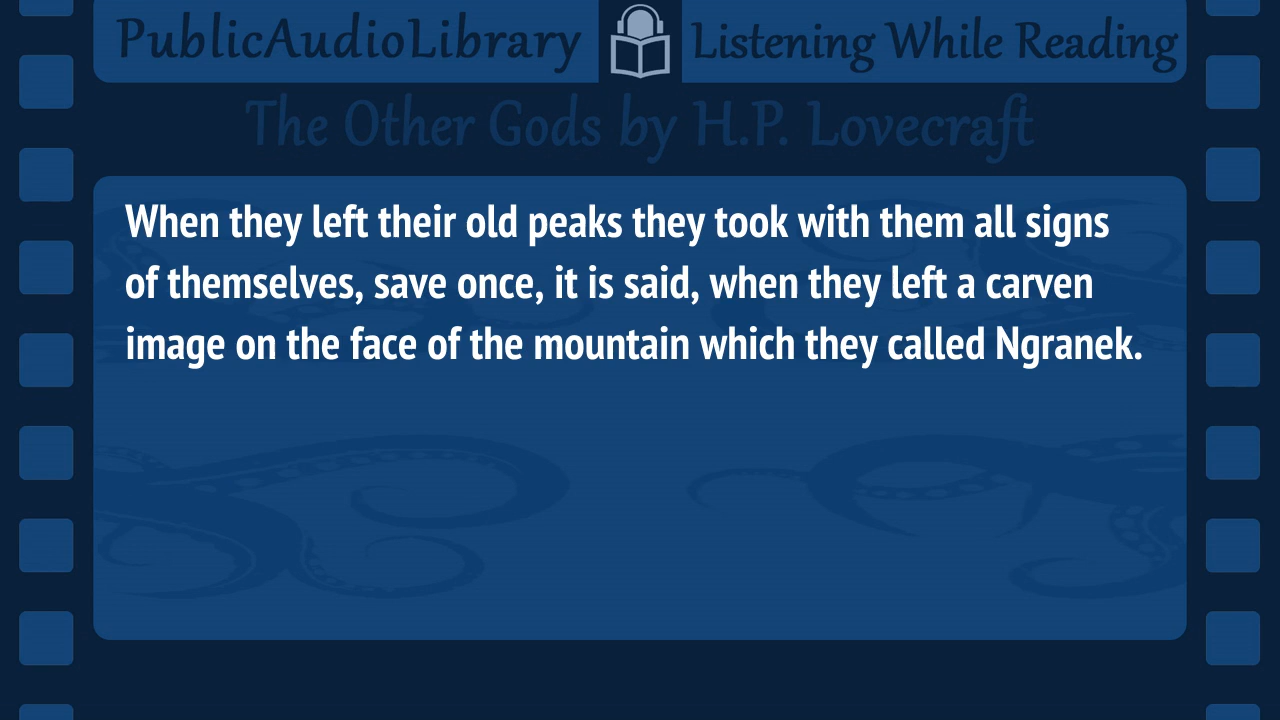 PublicAudioLibrary Listening While Reading
The Other Gods by H.P. Lovecraft
When they left their old peaks they took with them all signs
of themselves, save once, it is said, when they left a carven
image on the face of the mountain which they called Ngranek.